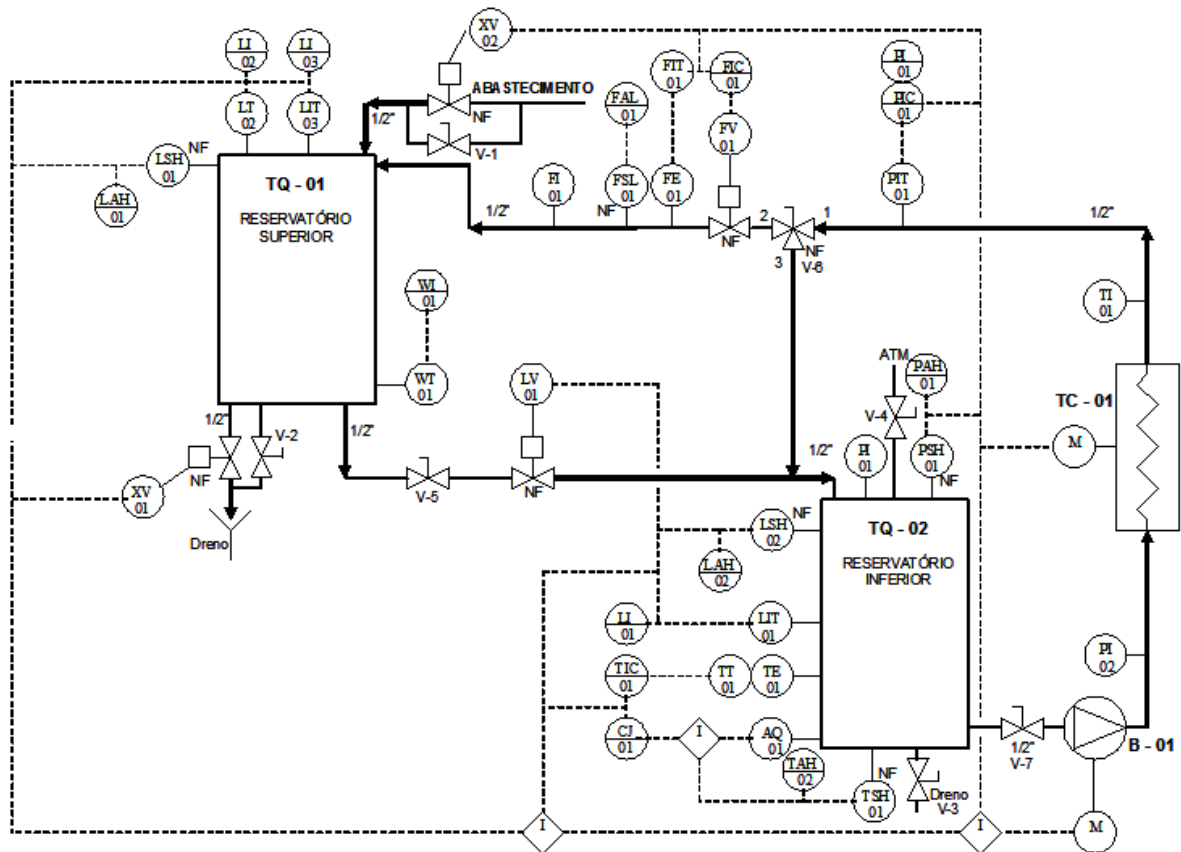 XV
02
LI
02
LI
03
FIT
01
FIC
01
PI
01
LT
02
LIT
03
ABASTECIMENTO
FAL
01
PIC
01
NF
1/2"
FV
01
V-1
NF
LSH
01
TQ - 01
RESERVATÓRIO
SUPERIOR
LAH
01
FI
01
FSL
01
FE
01
PIT
01
1/2"
NF
NF
2
1
3
NF
V-6
1/2"
WI
01
TI
01
ATM
PAH
01
WT
01
LV
01
TC - 01
V-4
1/2"
V-2
1/2"
1/2"
PI
01
PSH
01
M
NF
XV
01
V-5
NF
NF
Dreno
LSH
02
NF
TQ - 02
RESERVATÓRIO
INFERIOR
LAH
02
LI
01
LIT
01
PI
02
TIC
01
TT
01
TE
01
CJ
01
I
AQ
01
B - 01
1/2"
V-7
TAH
02
NF
TSH
01
Dreno
V-3
I
I
M